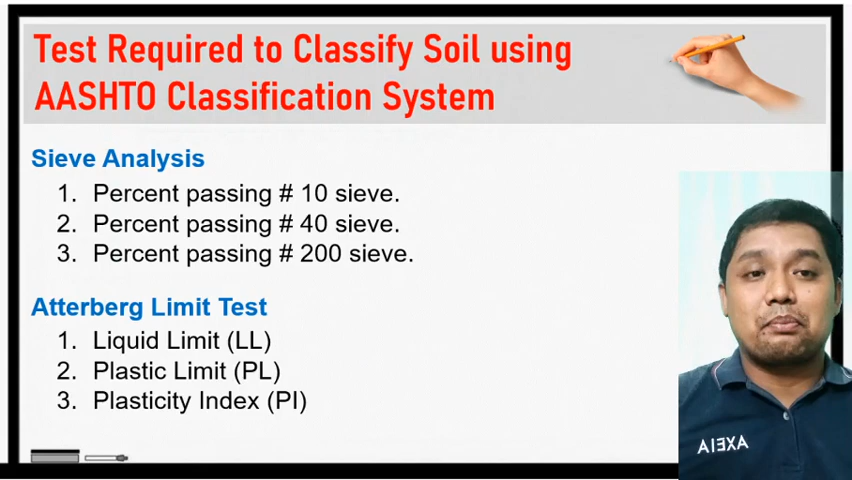 Test Required to Classify Soil using
AASHTO Classification System
Sieve Analysis
1. Percent passing # 10 sieve.
2. Percent passing # 40 sieve.
3. Percent passing # 200 sieve.
Atterberg Limit Test
1. Liquid Limit (LL)
2. Plastic Limit (PL)
3. Plasticity Index (PI)
AXEIA